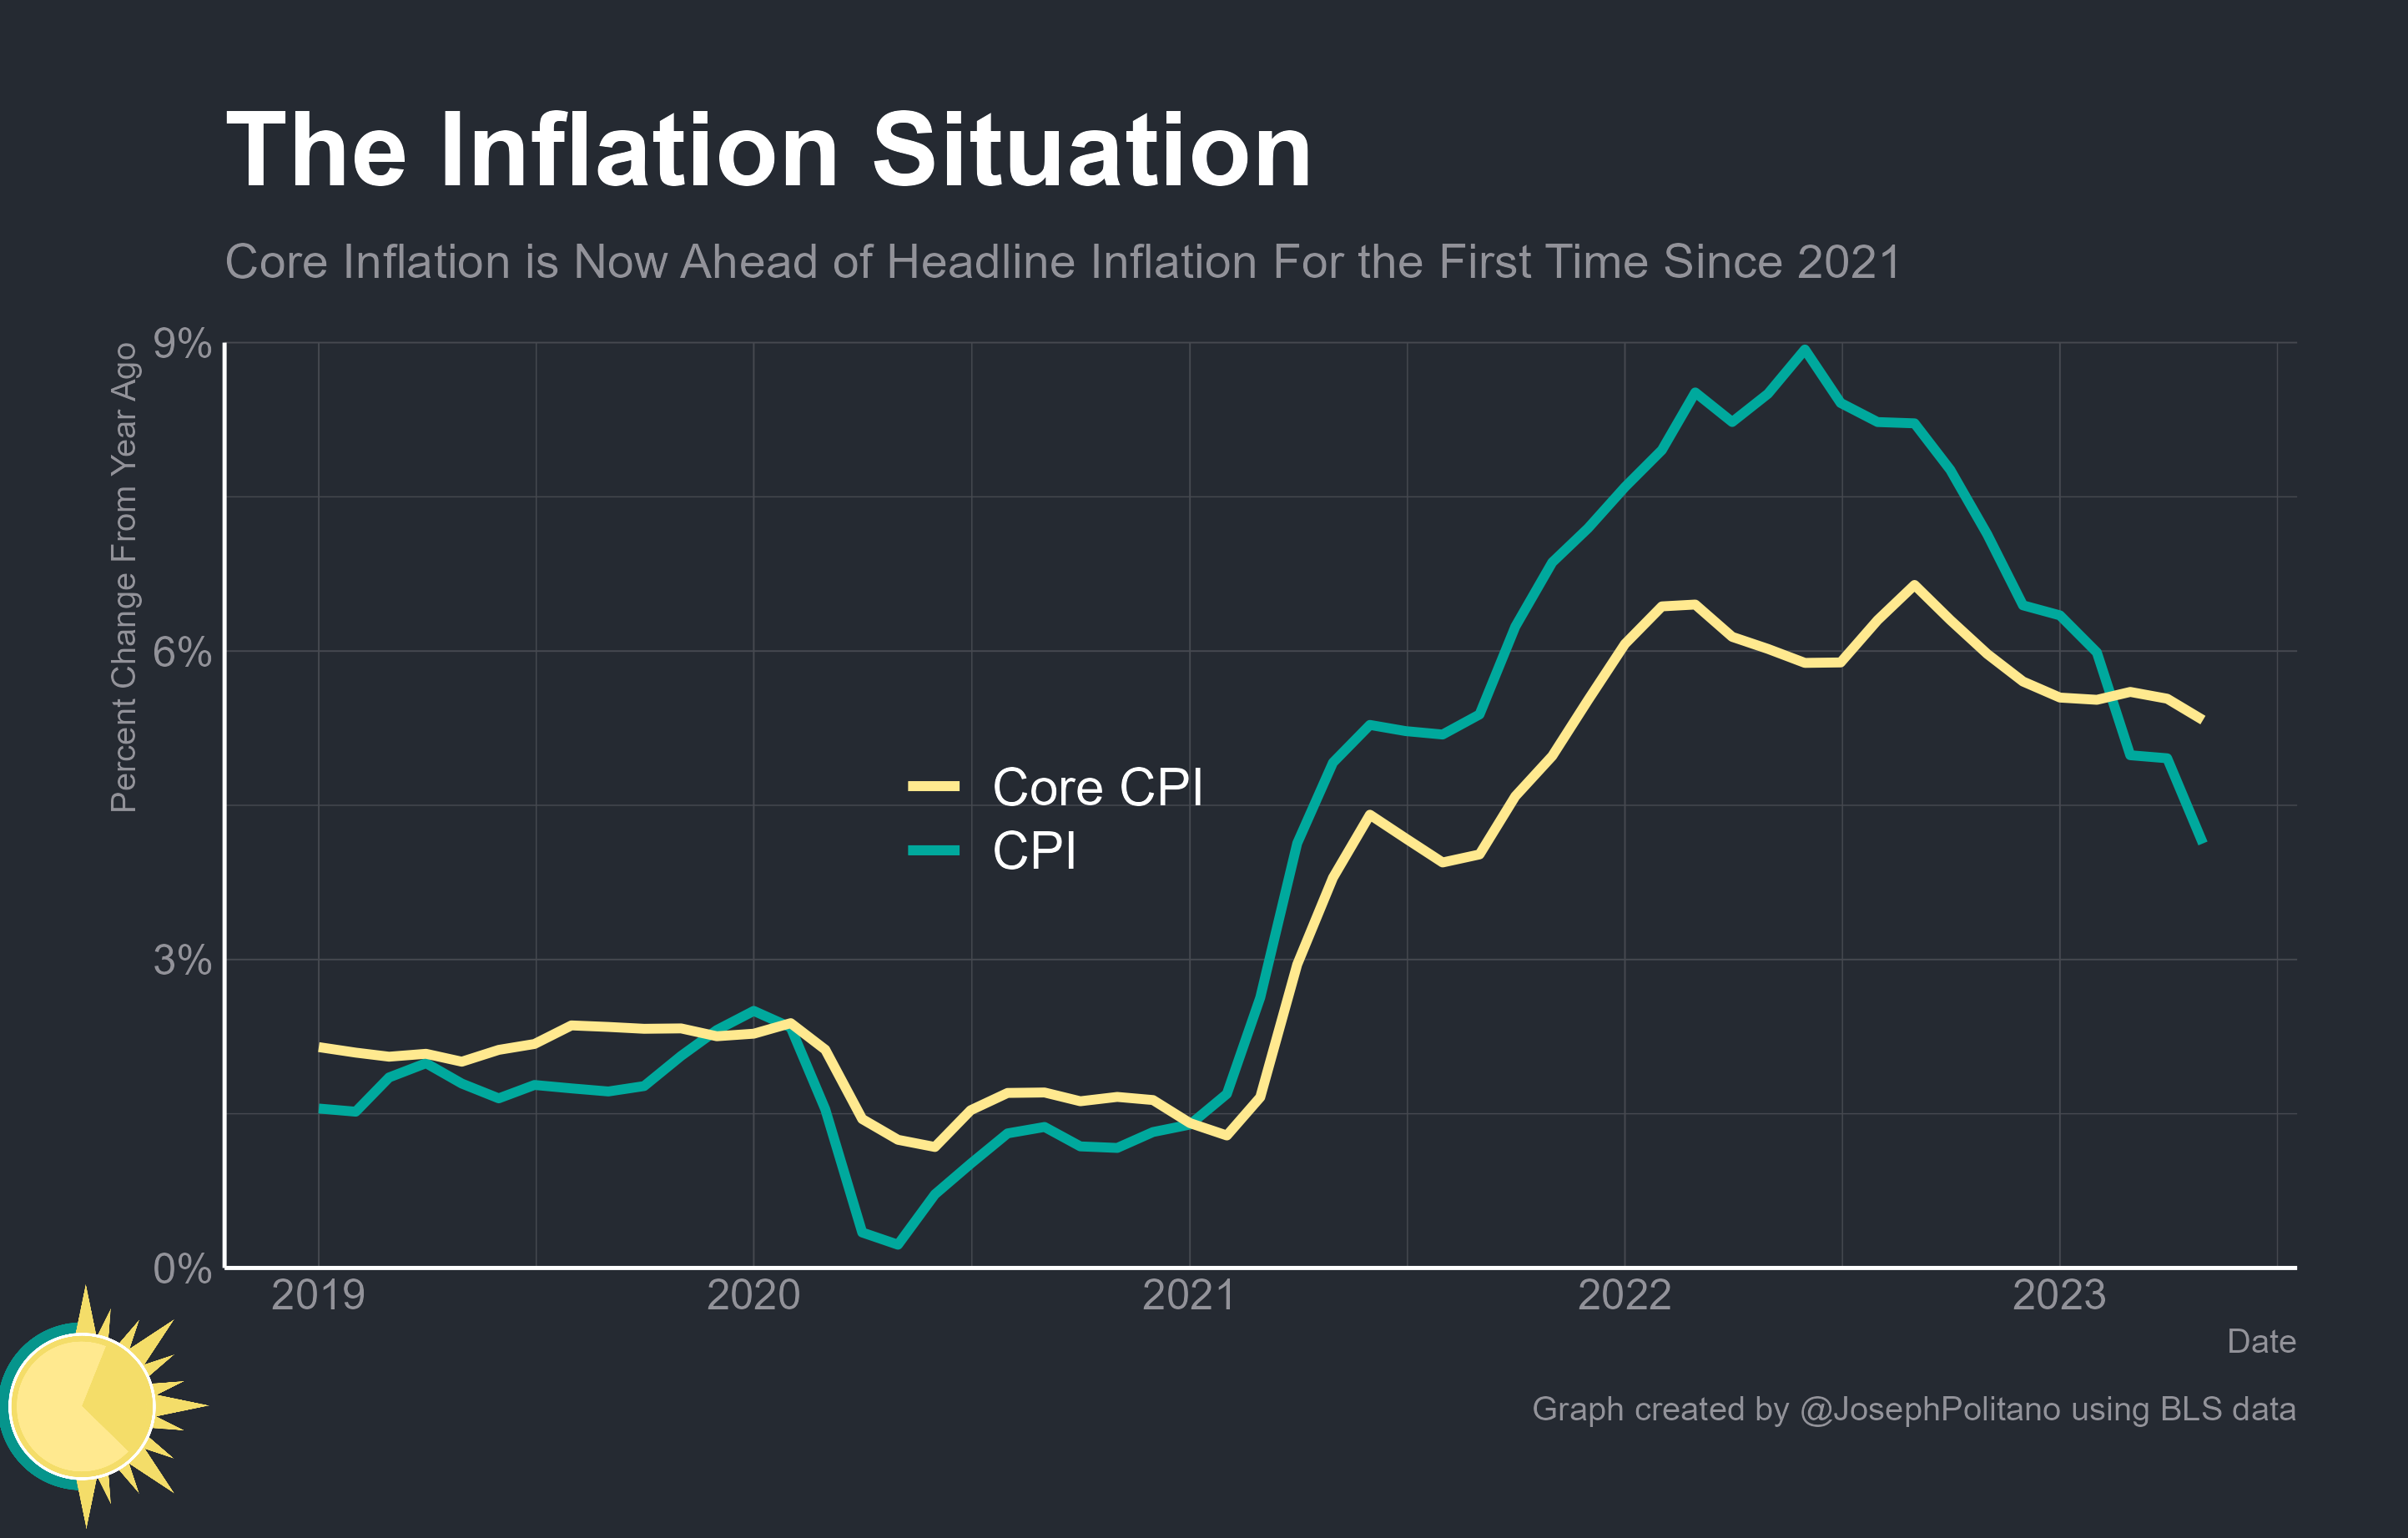 The Inflation Situation
Core Inflation is Now Ahead of Headline Inflation For the First Time Since 2021
Percent Change From Year Ago
9%
6%
3%
0%
Core CPI
CPI
2019 2020 2021 2022 2023
Date
Graph created by @JosephPolitano using BLS data